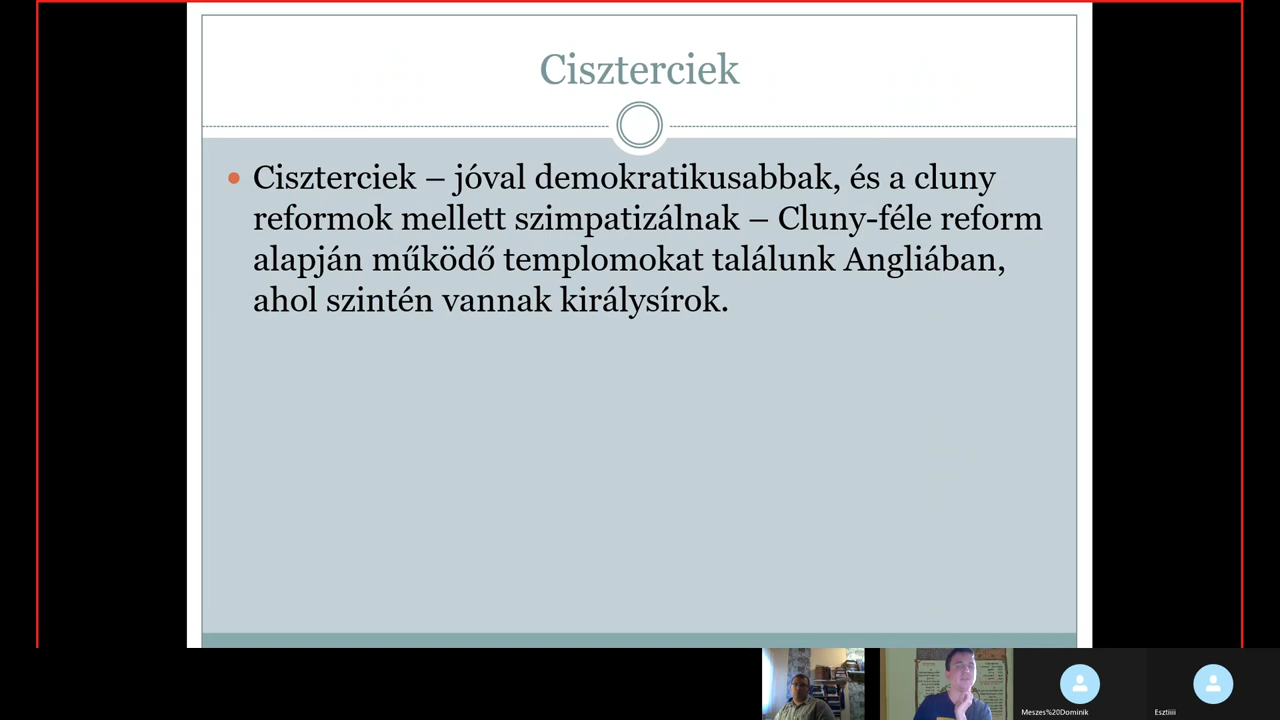 Ciszterciek
Ciszterciek – jóval demokratikusabbak, és a cluny
reformok mellett szimpatizálnak – Cluny-féle reform
alapján működő templomokat találunk Angliában,
ahol szintén vannak királysírok.
Meszes%20Dominik
Esztiiii